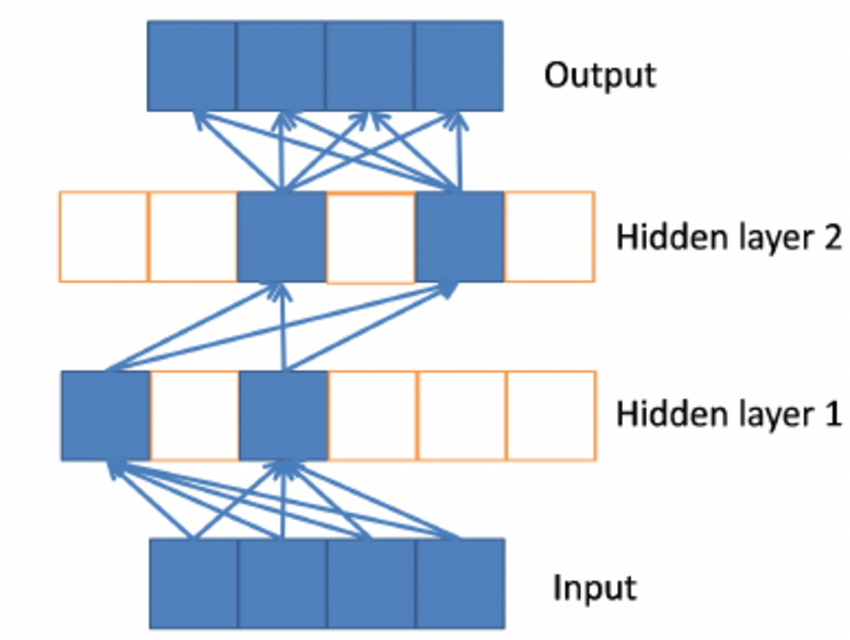 Output
Hidden layer 2
Hidden layer 1
Input